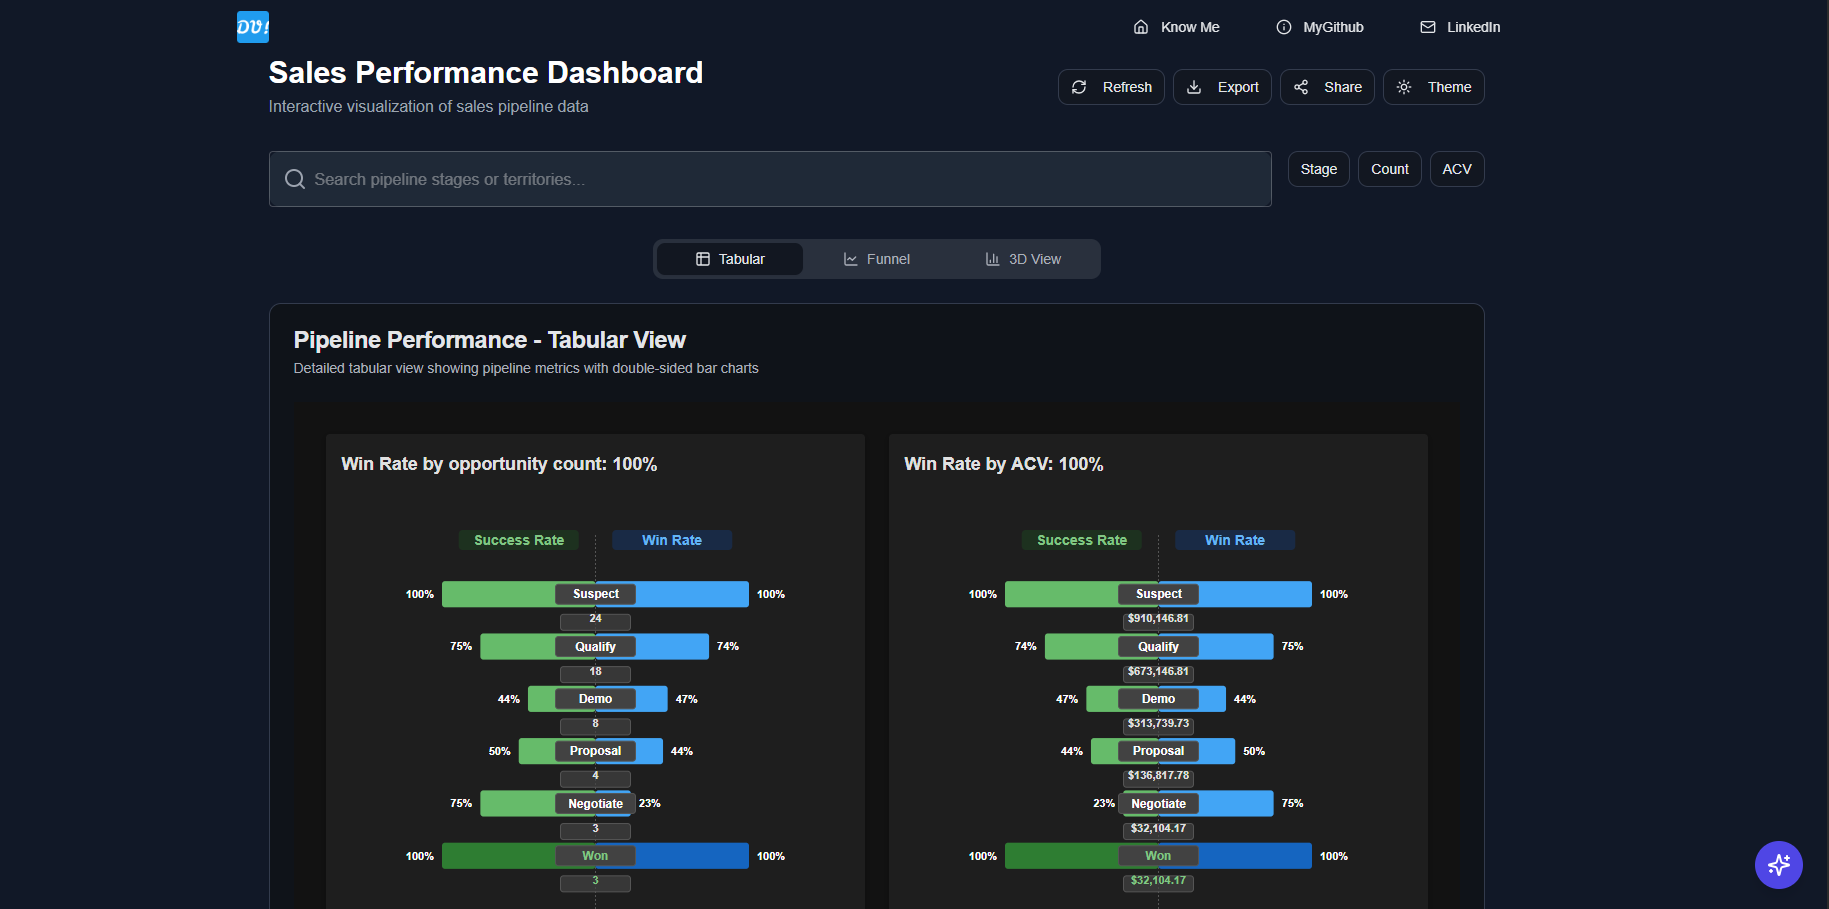 DV!
Know Me
MyGithub
LinkedIn
Sales Performance Dashboard
Interactive visualization of sales pipeline data
Refresh
Export
Share
Theme
Search pipeline stages or territories...
Stage
Count
ACV
Tabular
Funnel
3D View
Pipeline Performance - Tabular View
Detailed tabular view showing pipeline metrics with double-sided bar charts
Win Rate by opportunity count: 100%
Success Rate
Win Rate
100% Suspect 100%
24
75% Qualify 74%
18
44% Demo 47%
8
50% Proposal 44%
4
75% Negotiate 23%
3
100% Won 100%
3
Win Rate by ACV: 100%
Success Rate
Win Rate
100% Suspect 100%
$910,146.81
74% Qualify 75%
$673,146.81
47% Demo 44%
$313,739.73
44% Proposal 50%
$136,817.78
23% Negotiate 75%
$32,104.17
100% Won 100%
$32,104.17